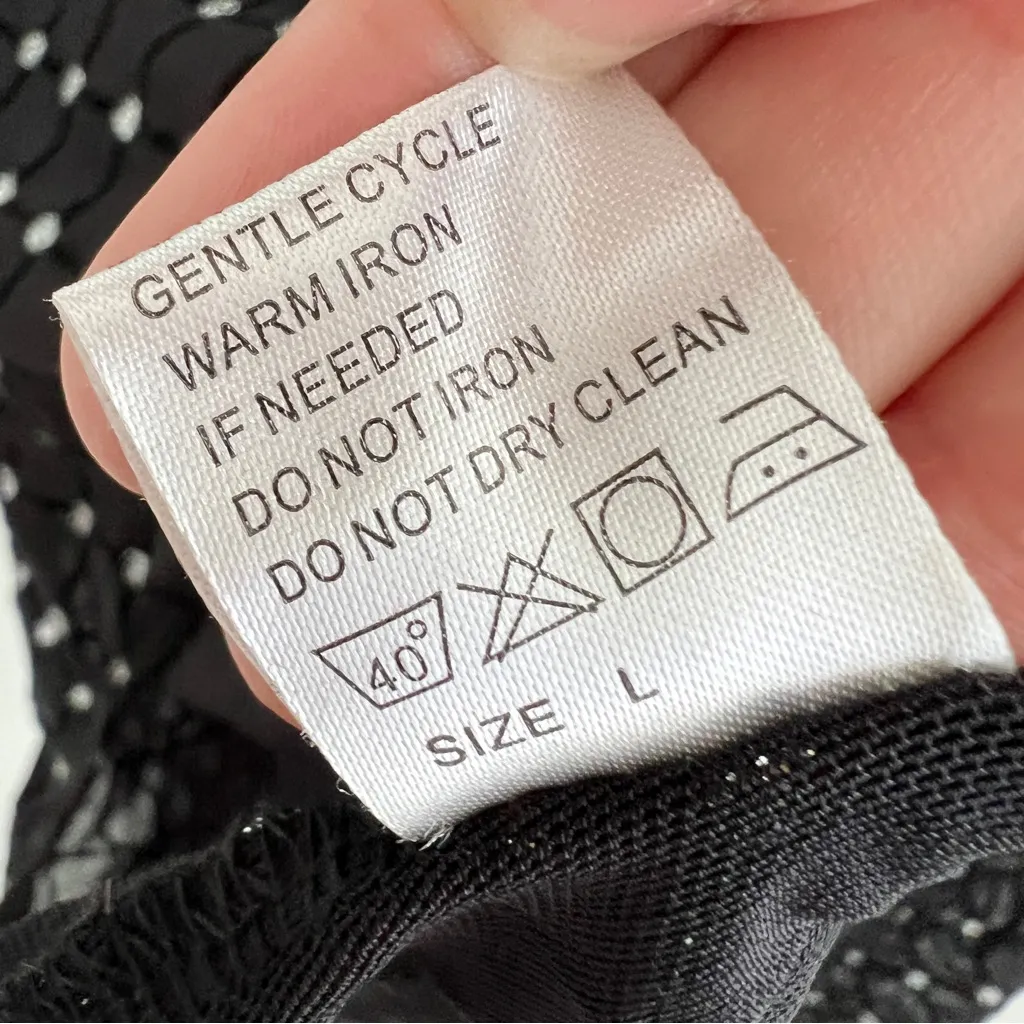 GENTLE CYCLE
WARM IRON
IF NEEDED
DO NOT IRON
DO NOT DRY CLEAN
40°
SIZE L